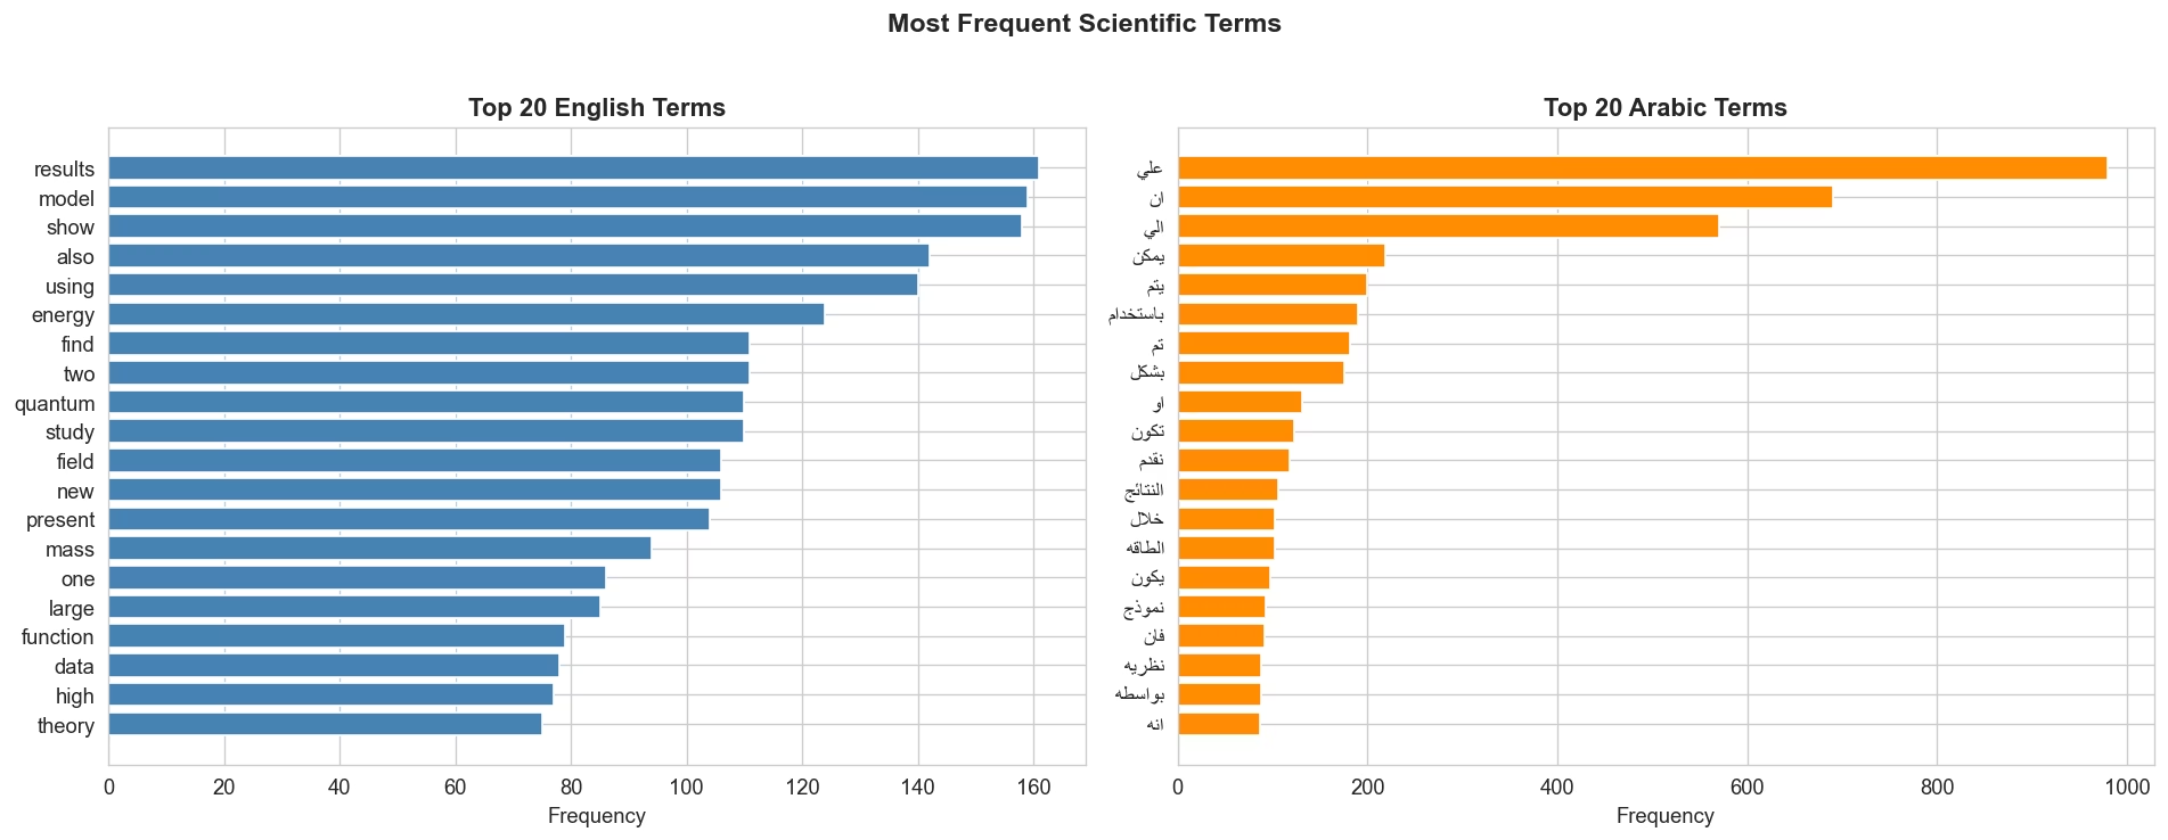 Most Frequent Scientific Terms
Top 20 English Terms
results
model
show
also
using
energy
find
two
quantum
study
field
new
present
mass
one
large
function
data
high
theory
0 20 40 60 80 100 120 140 160
Frequency
Top 20 Arabic Terms
علي
ان
الي
يمكن
يتم
باستخدام
تم
بشكل
او
تكون
نقدم
النتائج
خلال
الطاقه
يكون
نموذج
فان
نظريه
بواسطه
انه
0 200 400 600 800 1000
Frequency